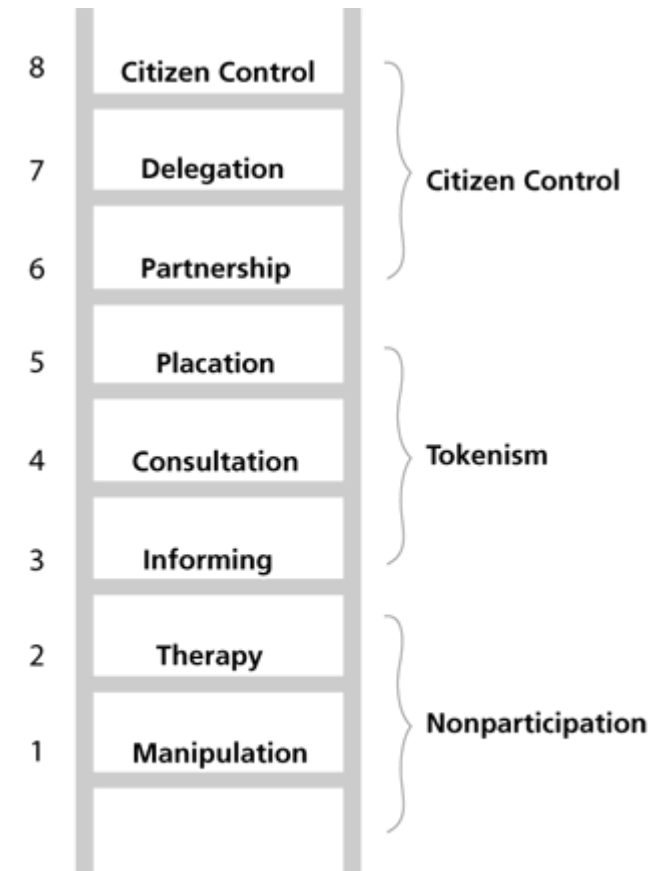 8 Citizen Control
7 Delegation
Citizen Control
6 Partnership
5 Placation
4 Consultation
Tokenism
3 Informing
2 Therapy
Nonparticipation
1 Manipulation